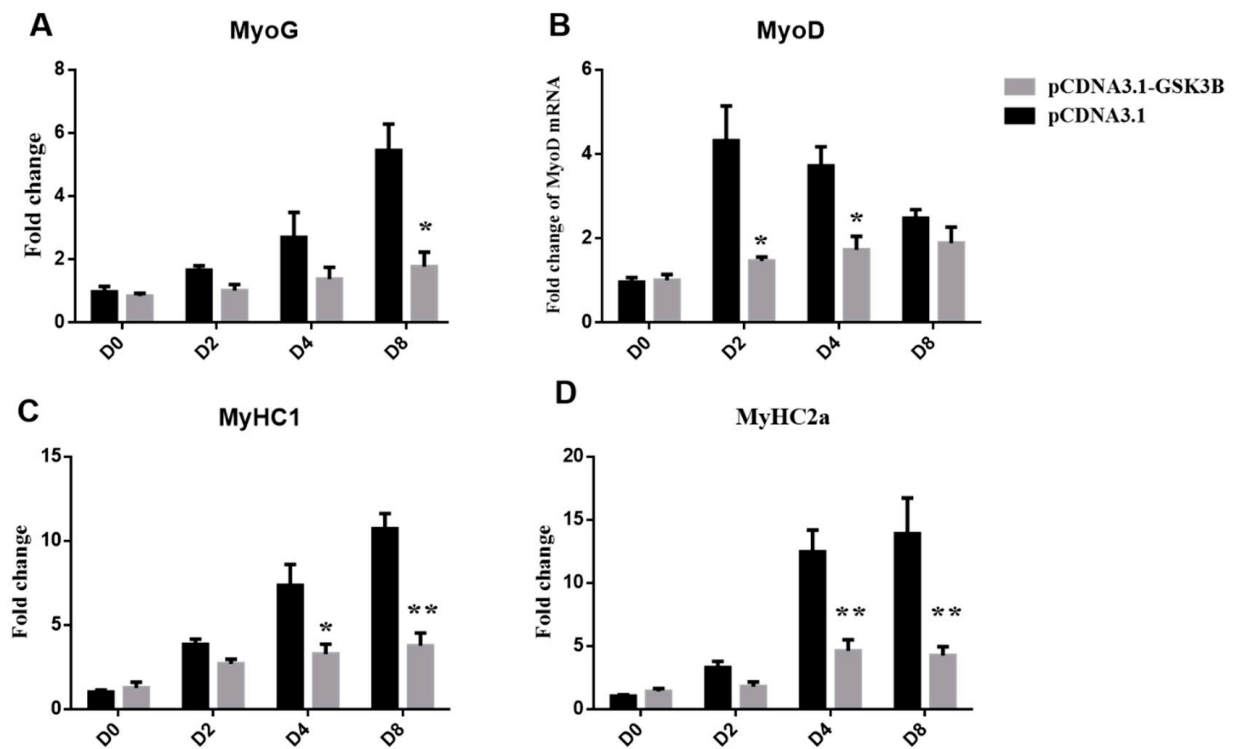 A
MyoG
Fold change
8
6
4
2
0
*
D0
D2
D4
D8
B
MyoD
Fold change of MyoD mRNA
6
4
2
0
*
*
D0
D2
D4
D8
pCDNA3.1-GSK3B
pCDNA3.1
C
MyHC1
Fold change
15
10
5
0
*
**
D0
D2
D4
D8
D
MyHC2a
Fold change
20
15
10
5
0
**
**
D0
D2
D4
D8